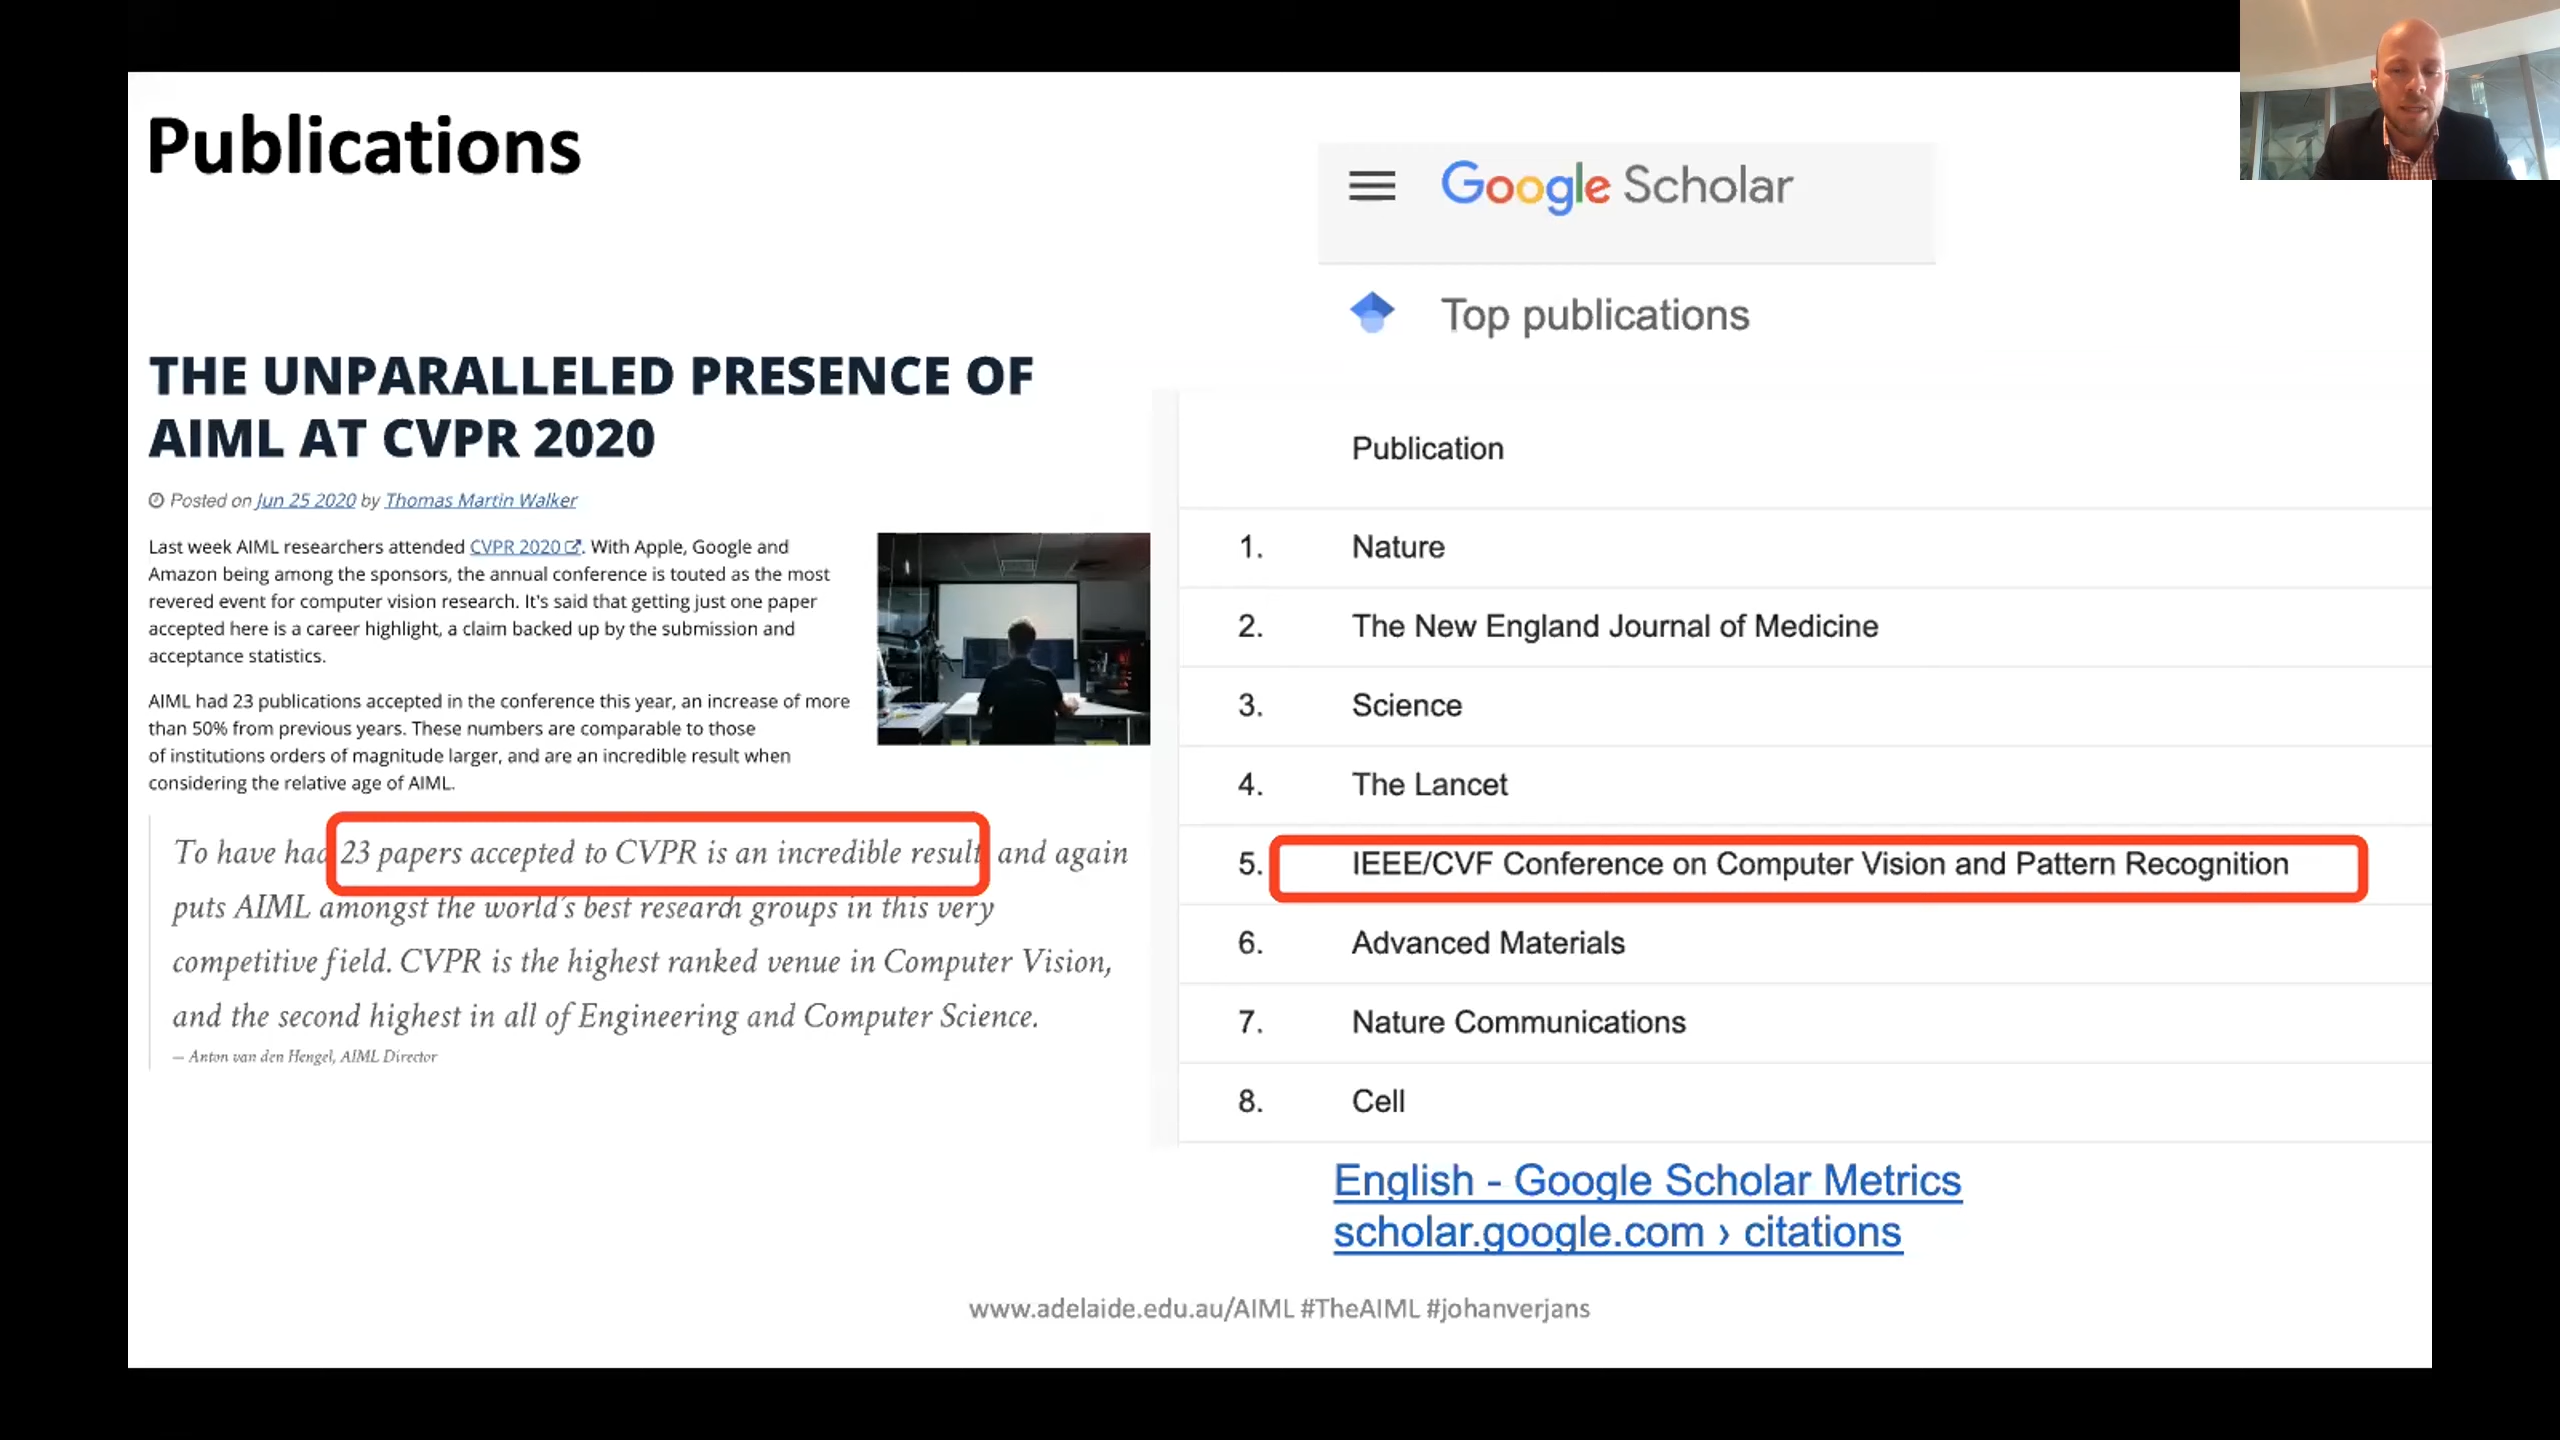 Publications
THE UNPARALLELED PRESENCE OF
AIML AT CVPR 2020
Posted on Jun 25 2020 by Thomas Martin Walker
Last week AIML researchers attended CVPR 2020. With Apple, Google and
Amazon being among the sponsors, the annual conference is touted as the most
revered event for computer vision research. It's said that getting just one paper
accepted here is a career highlight, a claim backed up by the submission and
acceptance statistics.
AIML had 23 publications accepted in the conference this year, an increase of more
than 50% from previous years. These numbers are comparable to those
of institutions orders of magnitude larger, and are an incredible result when
considering the relative age of AIML.
To have had 23 papers accepted to CVPR is an incredible result and again
puts AIML amongst the world's best research groups in this very
competitive field. CVPR is the highest ranked venue in Computer Vision,
and the second highest in all of Engineering and Computer Science.
— Anton van den Hengel, AIML Director
Google Scholar
Top publications
Publication
1. Nature
2. The New England Journal of Medicine
3. Science
4. The Lancet
5. IEEE/CVF Conference on Computer Vision and Pattern Recognition
6. Advanced Materials
7. Nature Communications
8. Cell
English - Google Scholar Metrics
scholar.google.com › citations
www.adelaide.edu.au/AIML #TheAIML #johanverjans